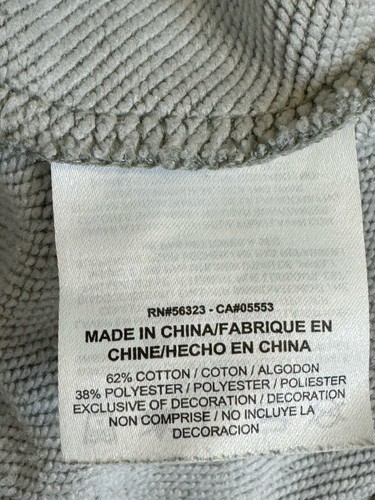 RN#56323 - CA#05553
MADE IN CHINA/FABRIQUE EN
CHINE/HECHO EN CHINA
62% COTTON / COTON / ALGODON
38% POLYESTER / POLYESTER / POLIESTER
EXCLUSIVE OF DECORATION / DECORATION
NON COMPRISE / NO INCLUYE LA
DECORACION